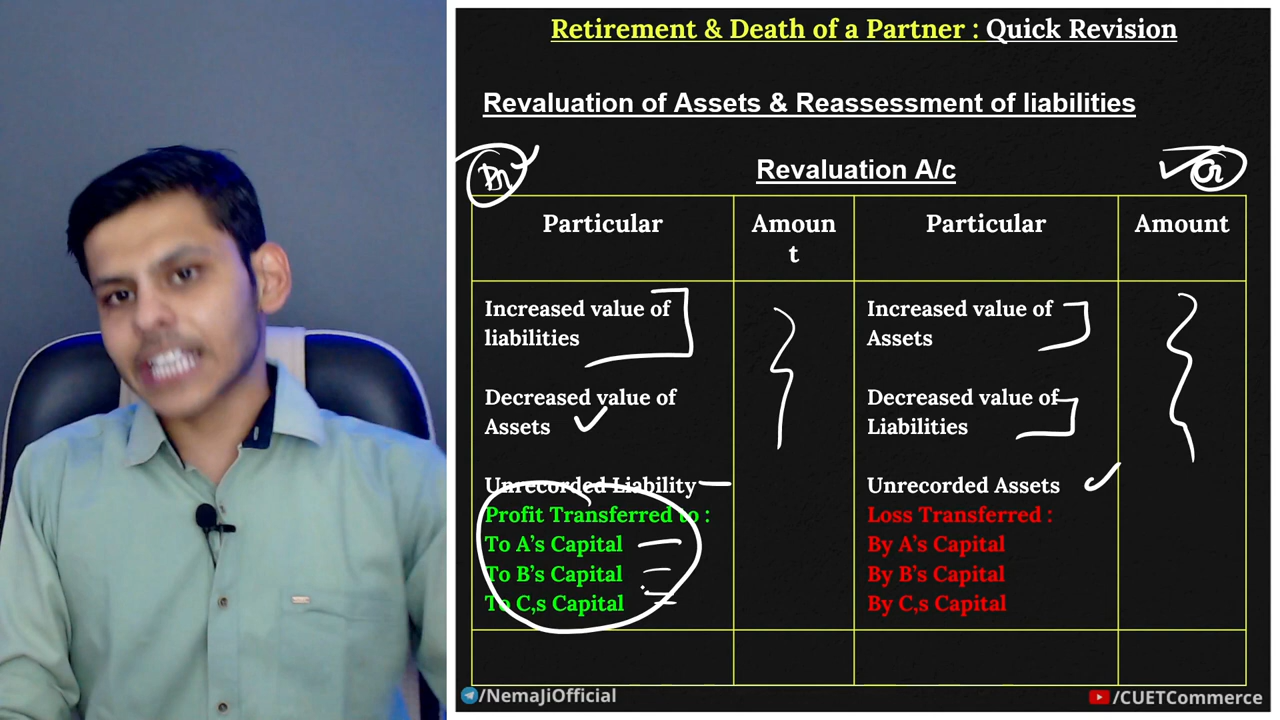 Retirement & Death of a Partner : Quick Revision
Revaluation of Assets & Reassessment of liabilities
Dr
Revaluation A/c
Cr
Particular
Amoun
t
Particular
Amount
Increased value of
liabilities
Decreased value of
Assets
Unrecorded Liability
Profit Transferred to :
To A’s Capital
To B’s Capital
To C,s Capital
Increased value of
Assets
Decreased value of
Liabilities
Unrecorded Assets
Loss Transferred :
By A’s Capital
By B’s Capital
By C,s Capital
/NemaJiOfficial
/CUETCommerce